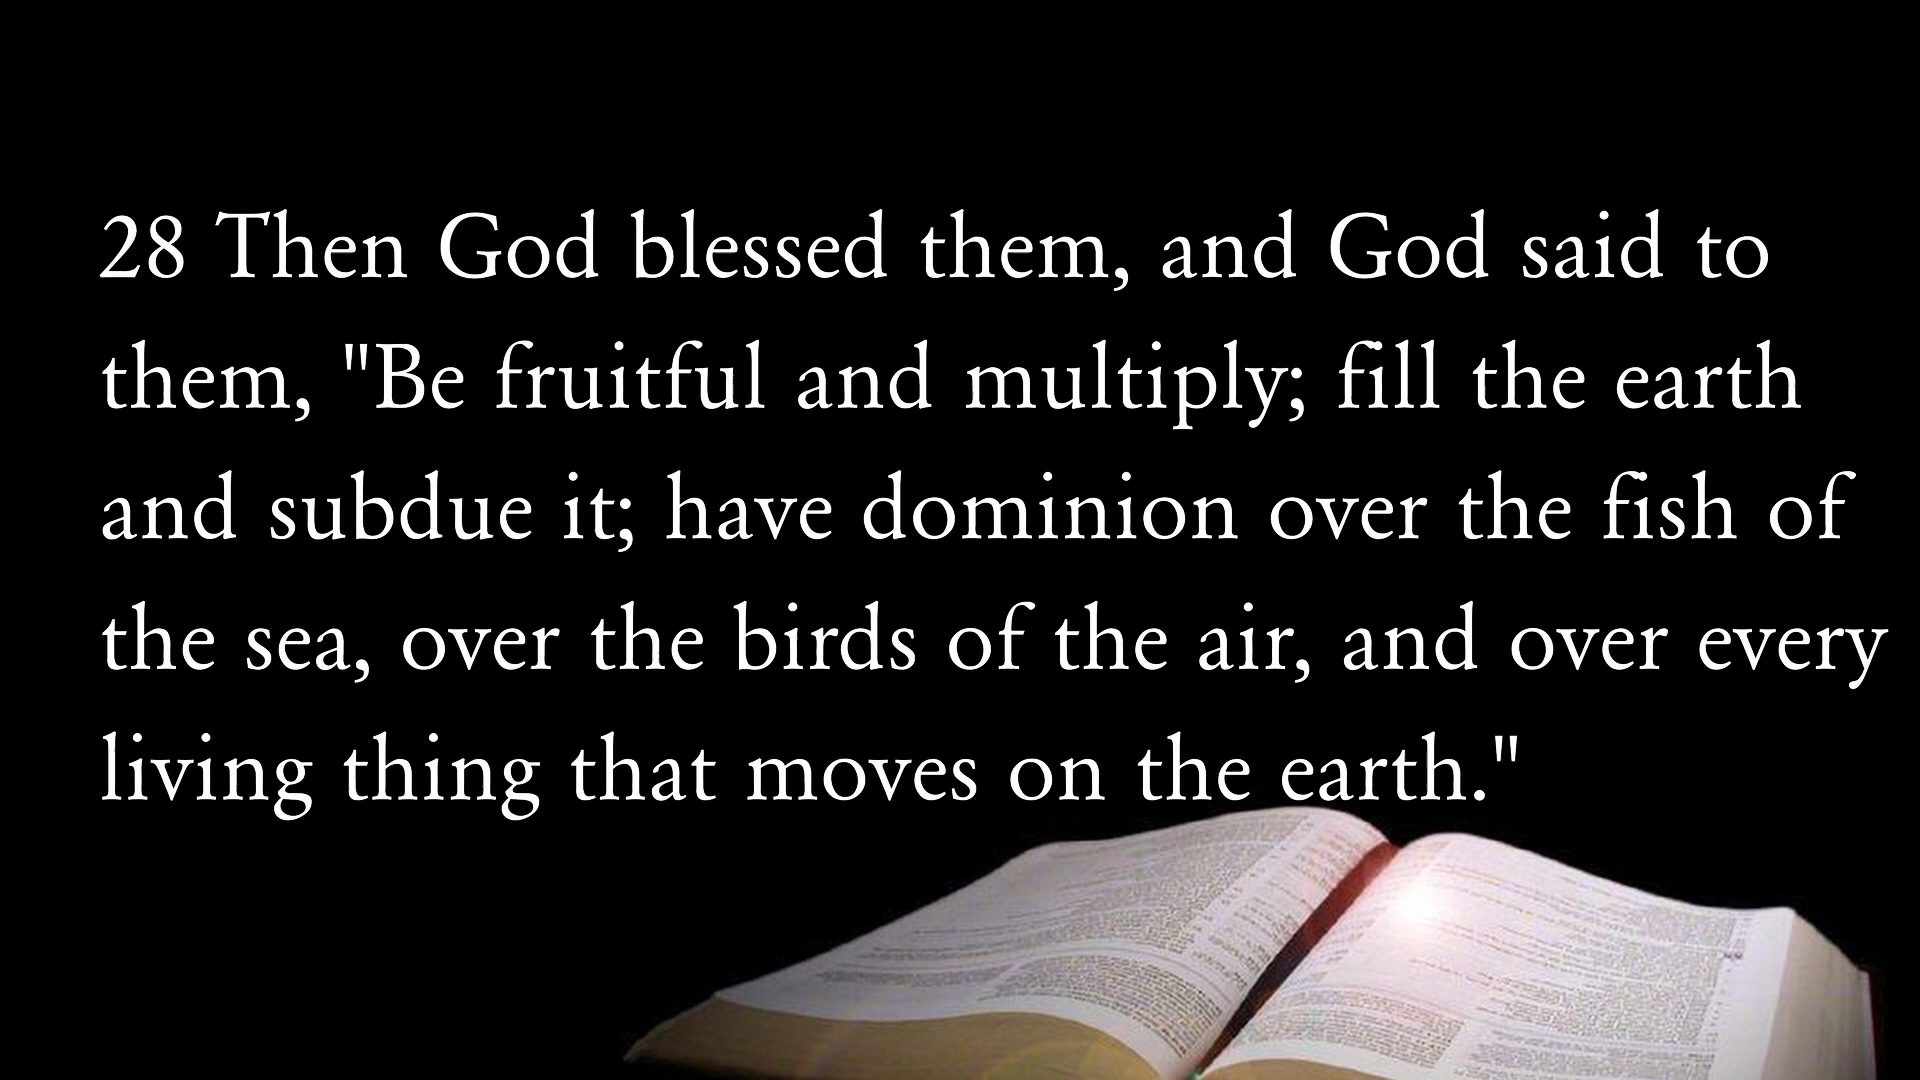 28 Then God blessed them, and God said to
them, "Be fruitful and multiply; fill the earth
and subdue it; have dominion over the fish of
the sea, over the birds of the air, and over every
living thing that moves on the earth."